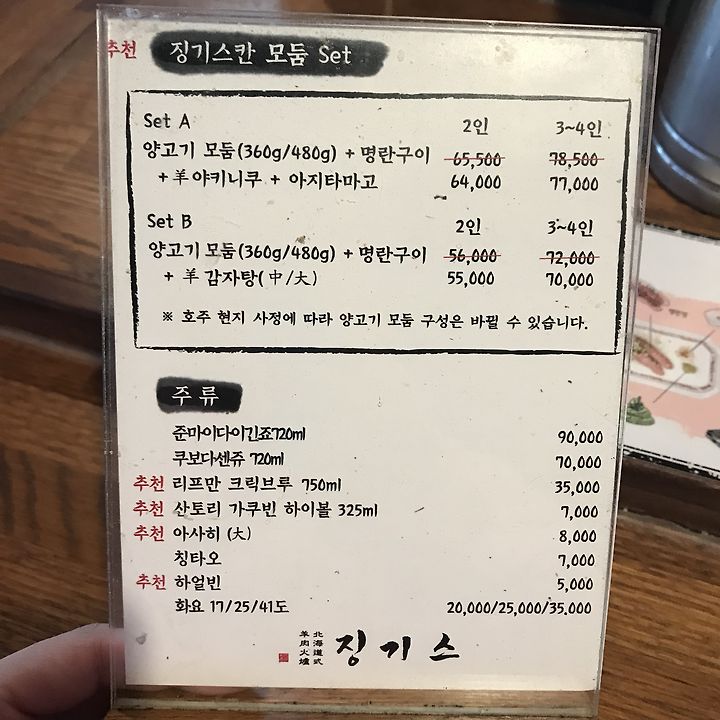 추천 징기스칸 모둠 Set
Set A 2인 3~4인
양고기 모둠(360g/480g) + 명란구이 65,500 78,500
+ 羊야키니쿠 + 아지타마고 64,000 77,000
Set B 2인 3~4인
양고기 모둠(360g/480g) + 명란구이 56,000 72,000
+ 羊 감자탕(中/大) 55,000 70,000
※ 호주 현지 사정에 따라 양고기 모둠 구성은 바뀔 수 있습니다.
주류
준마이다이긴죠720ml 90,000
쿠보다센쥬 720ml 70,000
추천 리프만 크릭브루 750ml 35,000
추천 산토리 가쿠빈 하이볼 325ml 7,000
추천 아사히 (大) 8,000
칭타오 7,000
추천 하얼빈 5,000
화요 17/25/41도 20,000/25,000/35,000
北海道式
羊肉火爐
징기스